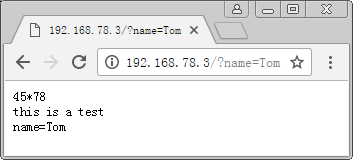 192.168.78.3/?name=Tom
192.168.78.3/?name=Tom
45*78
this is a test
name=Tom